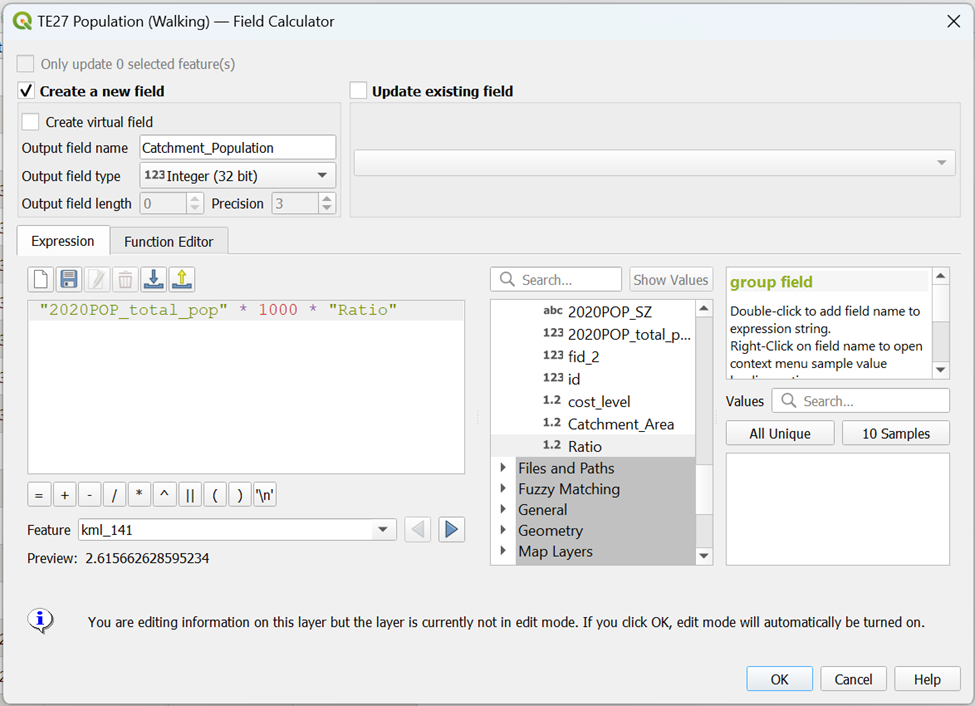 TE27 Population (Walking) — Field Calculator
Only update 0 selected feature(s)
Create a new field
Update existing field
Create virtual field
Output field name Catchment_Population
Output field type 123 Integer (32 bit)
Output field length 0 Precision 3
Expression Function Editor
Search... Show Values
"2020POP_total_pop" * 1000 * "Ratio"
abc 2020POP_SZ
123 2020POP_total_p...
123 fid_2
123 id
1.2 cost_level
1.2 Catchment_Area
1.2 Ratio
Files and Paths
Fuzzy Matching
General
Geometry
Map Layers
group field
Double-click to add field name to
expression string.
Right-Click on field name to open
context menu sample value
Values Search...
All Unique 10 Samples
= + - / * ^ || ( ) '\n'
Feature kml_141
Preview: 2.615662628595234
You are editing information on this layer but the layer is currently not in edit mode. If you click OK, edit mode will automatically be turned on.
OK Cancel Help